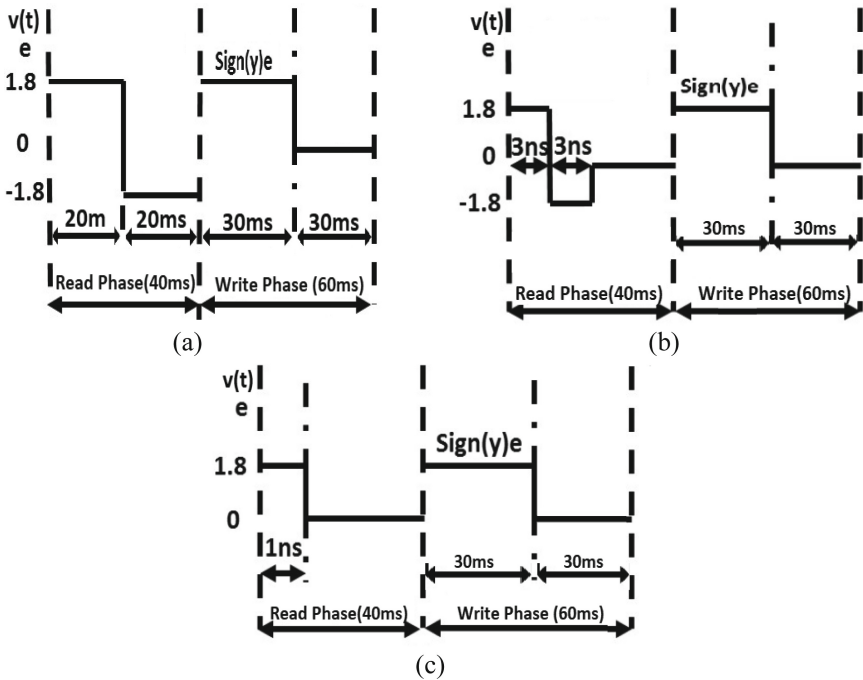 v(t)
e
1.8
0
-1.8
Sign(y)e
20m 20ms 30ms 30ms
Read Phase(40ms) Write Phase (60ms)
(a)
v(t)
e
1.8
0
-1.8
Sign(y)e
3ns 3ns
30ms 30ms
Read Phase(40ms) Write Phase(60ms)
(b)
v(t)
e
1.8
0
Sign(y)e
1ns 30ms 30ms
Read Phase(40ms) Write Phase (60ms)
(c)